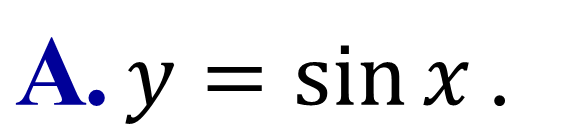 A. y = sin x .